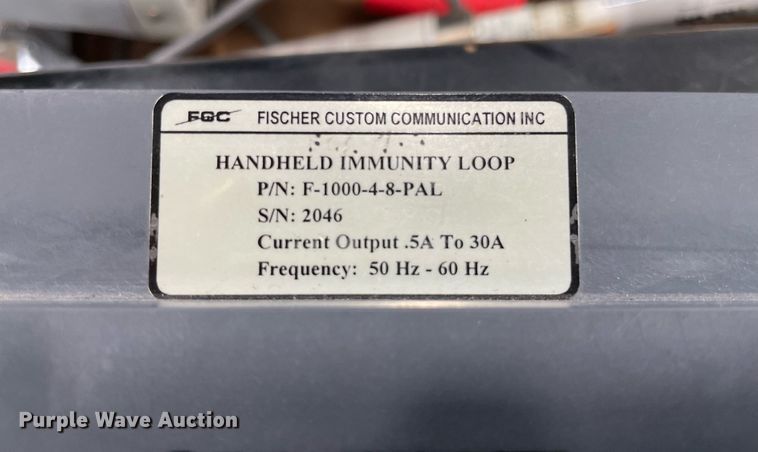 FCC FISCHER CUSTOM COMMUNICATION INC
HANDHELD IMMUNITY LOOP
P/N: F-1000-4-8-PAL
S/N: 2046
Current Output .5A To 30A
Frequency: 50 Hz - 60 Hz
Purple Wave Auction